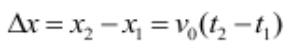 Δx = x₂ − x₁ = v₀(t₂ − t₁)